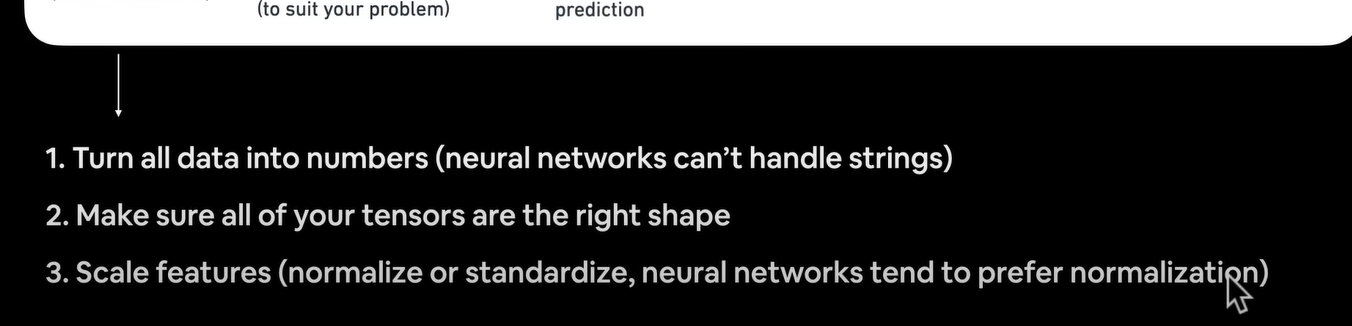 (to suit your problem)
prediction
1. Turn all data into numbers (neural networks can’t handle strings)
2. Make sure all of your tensors are the right shape
3. Scale features (normalize or standardize, neural networks tend to prefer normalization)